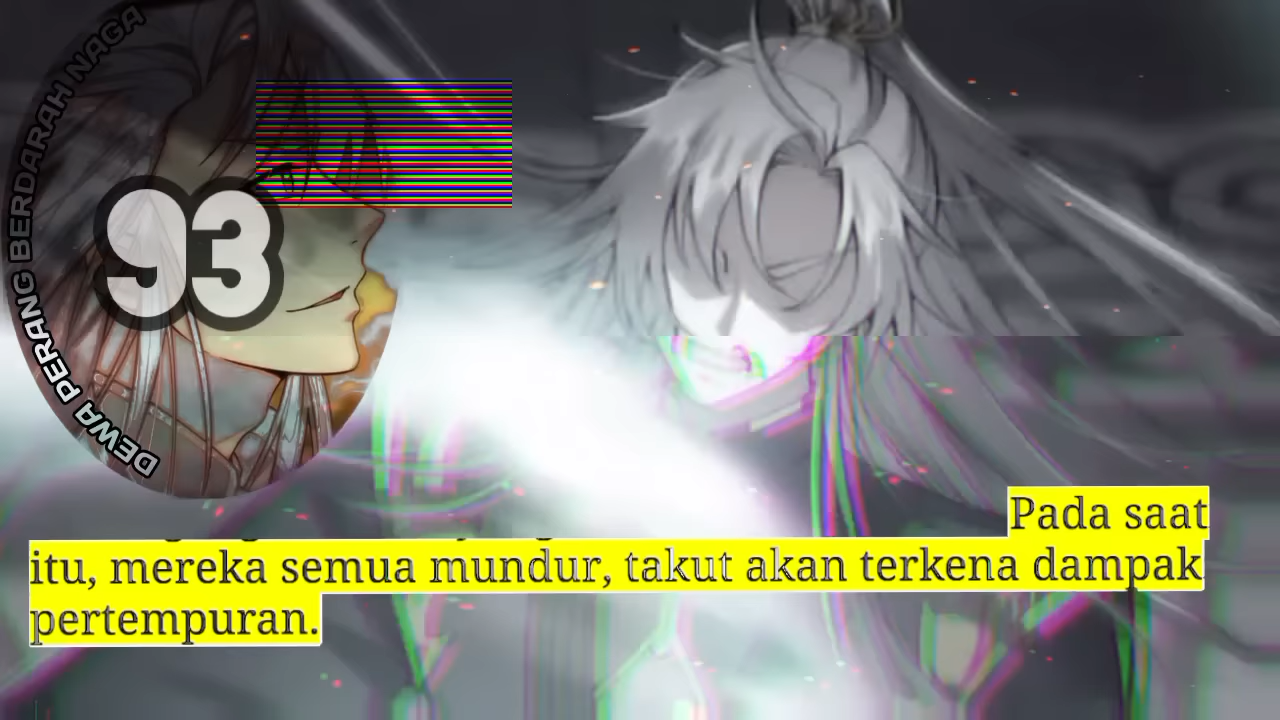 DEWA PERANG BERDARAH NAGA
93
Pada saat
itu, mereka semua mundur, takut akan terkena dampak
pertempuran.